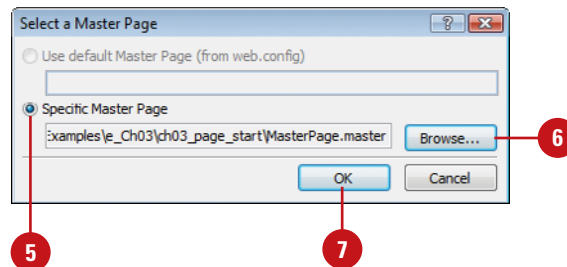 Select a Master Page
Use default Master Page (from web.config)
Specific Master Page
:xamples\e_Ch03\ch03_page_start\MasterPage.master
Browse...
6
OK
Cancel
5
7